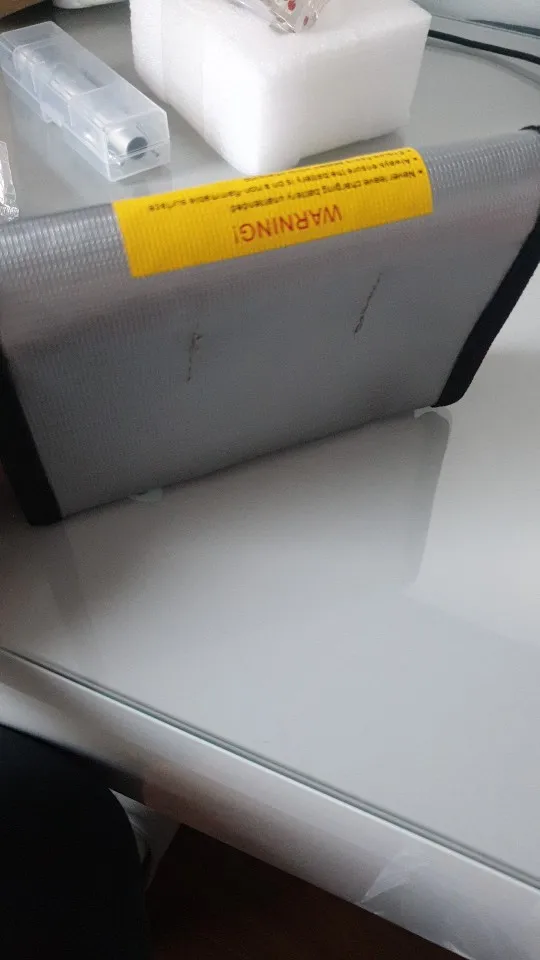 WARNING!
• Never leave charging battery unattended
• Always ensure the battery is on a non-flammable surface